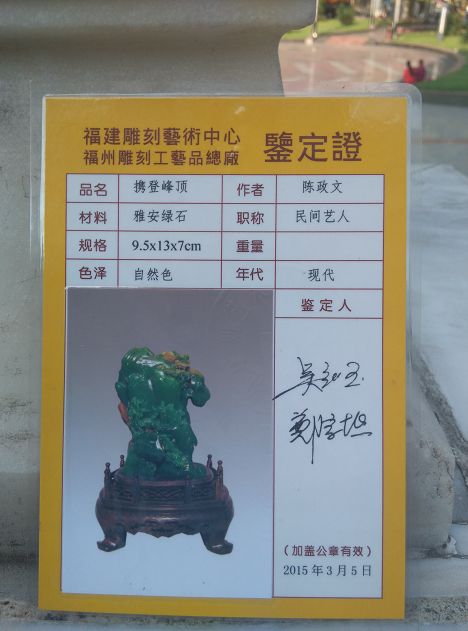 福建雕刻藝術中心
福州雕刻工藝品總廠
鑒定證
品名 携登峰顶 作者 陈政文
材料 雅安绿石 职称 民间艺人
规格 9.5x13x7cm 重量
色泽 自然色 年代 现代
鉴定人
(加盖公章有效)
2015年3月5日